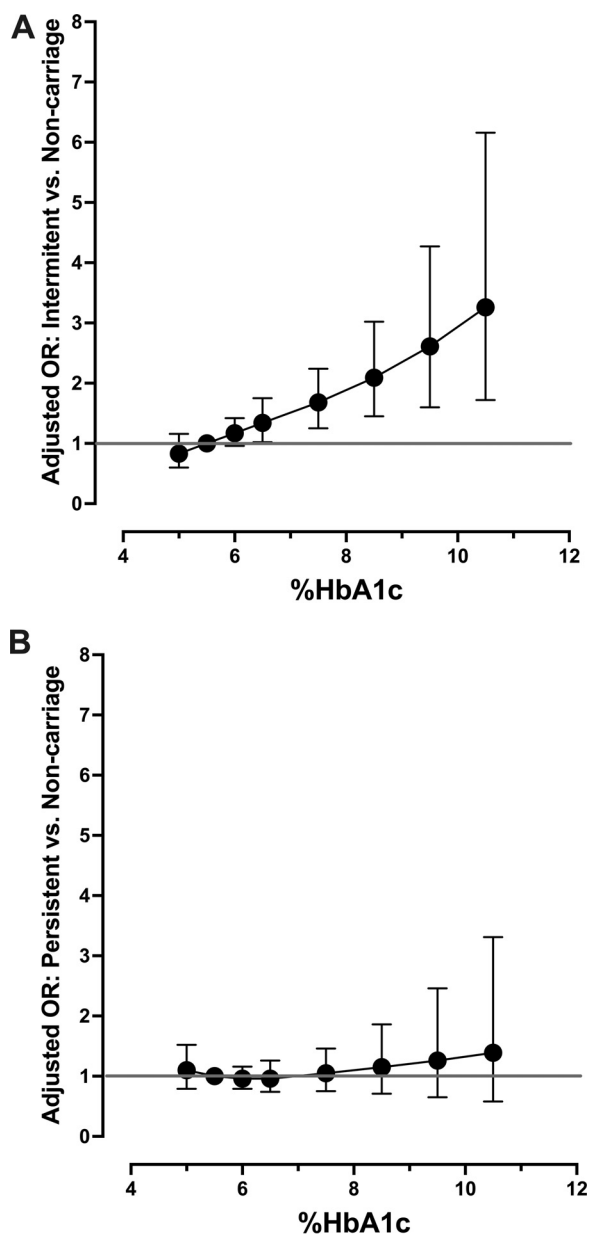 A
Adjusted OR: Intermitent vs. Non-carriage
8
7
6
5
4
3
2
1
0
4 6 8 10 12
%HbA1c
B
Adjusted OR: Persistent vs. Non-carriage
8
7
6
5
4
3
2
1
0
4 6 8 10 12
%HbA1c